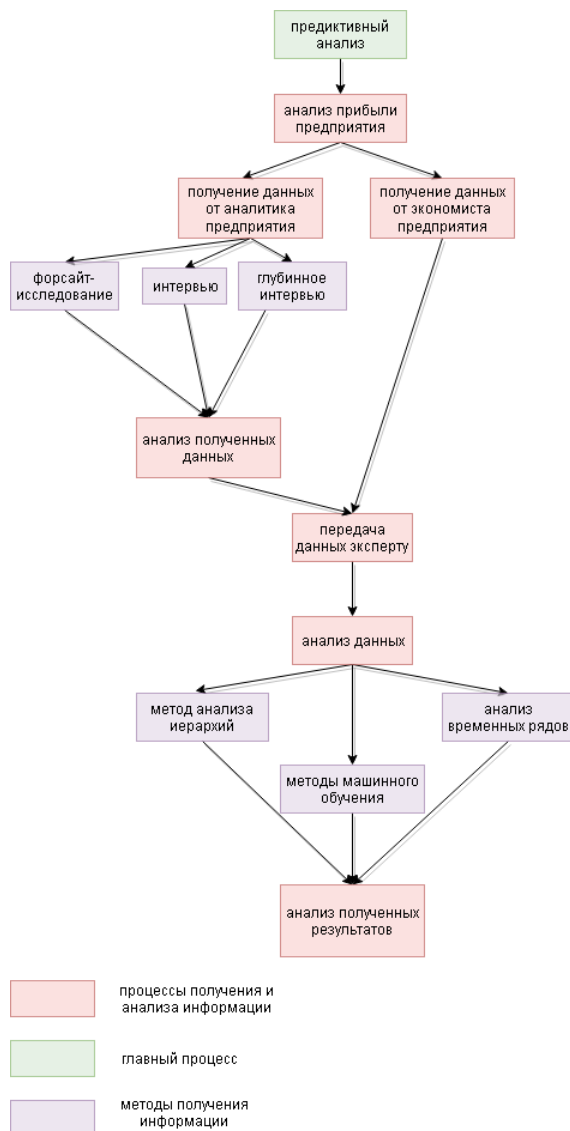 предиктивный
анализ
анализ прибыли
предприятия
получение данных
от аналитика
предприятия
получение данных
от экономиста
предприятия
форсайт-
исследование
интервью
глубинное
интервью
анализ полученных
данных
передача
данных эксперту
анализ данных
метод анализа
иерархий
анализ
временных рядов
методы машинного
обучения
анализ полученных
результатов
процессы получения и
анализа информации
главный процесс
методы получения
информации